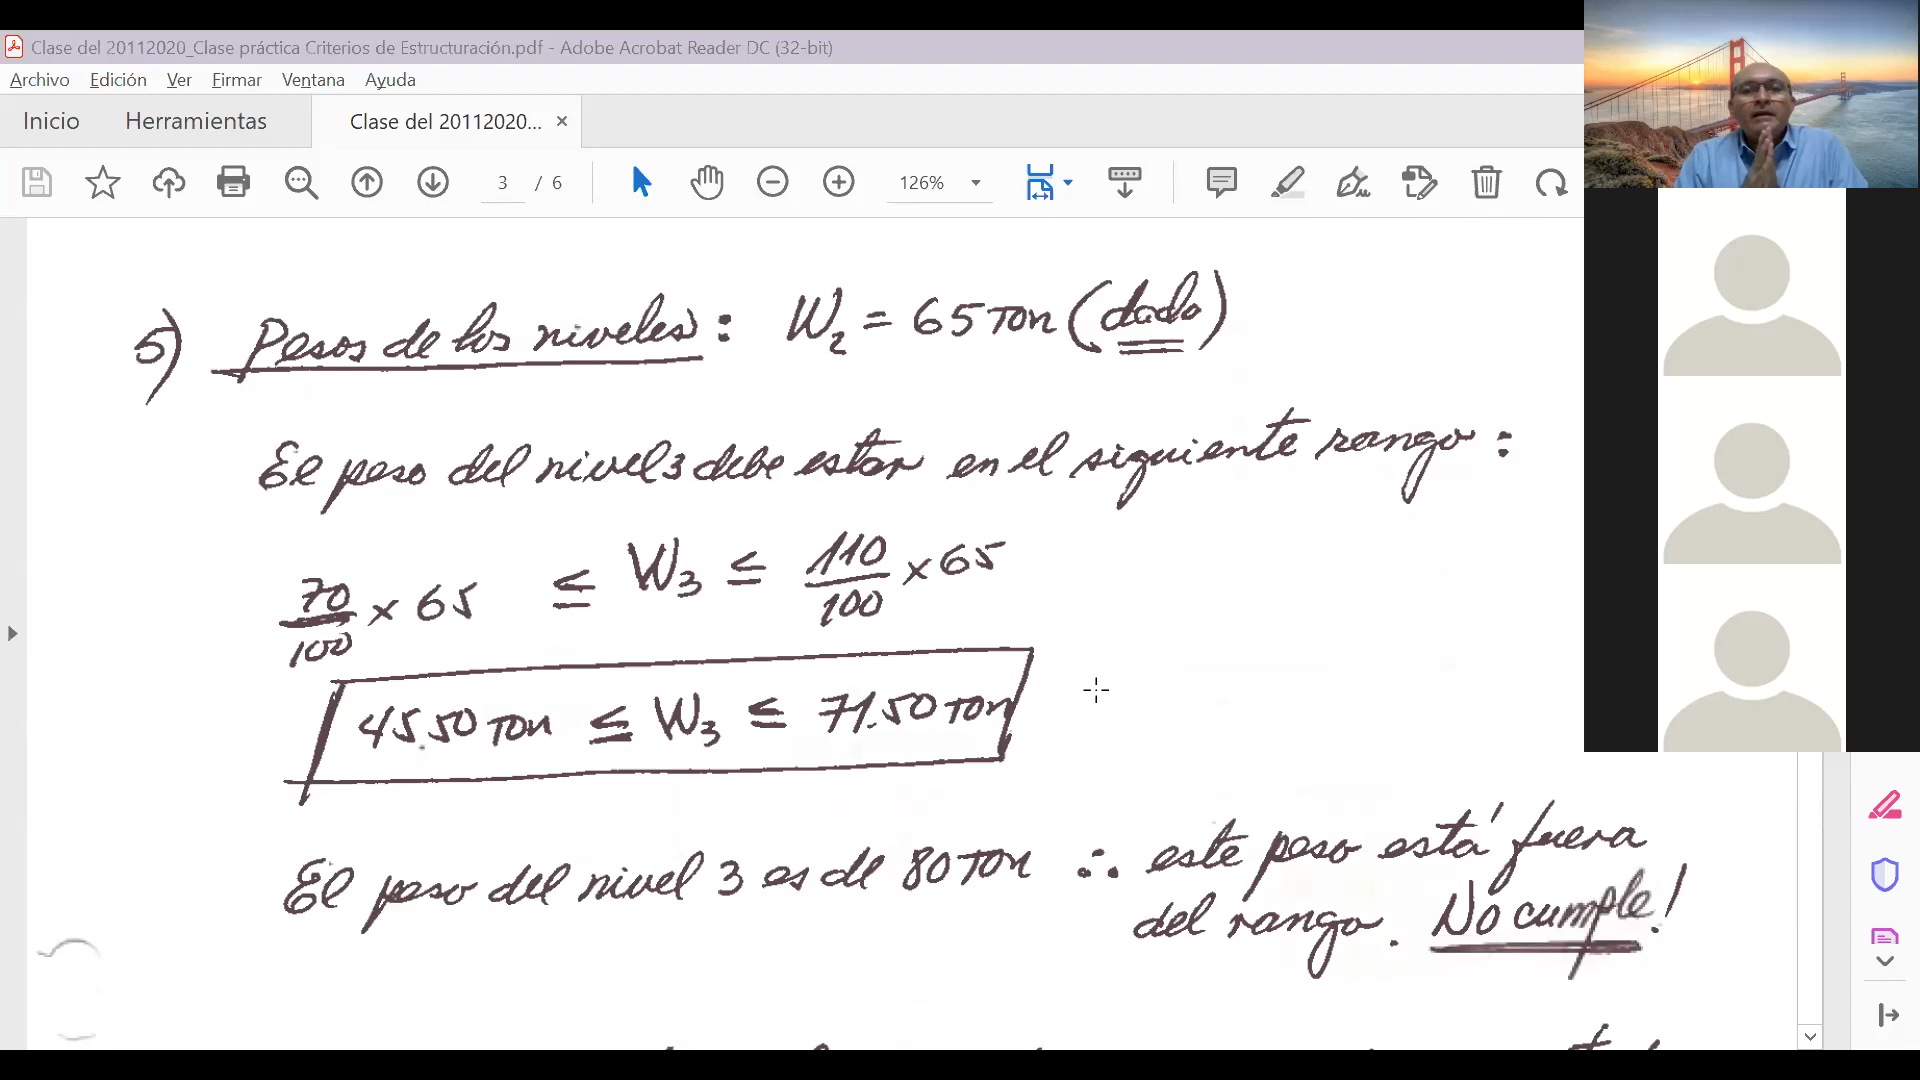 Clase del 20112020_Clase práctica Criterios de Estructuración.pdf - Adobe Acrobat Reader DC (32-bit)
Archivo Edición Ver Firmar Ventana Ayuda
Inicio Herramientas Clase del 20112020... ×
3 / 6 126%
5) Pesos de los niveles: W2 = 65 Ton (dado)
El peso del nivel 3 debe estar en el siguiente rango:
70/100 × 65 ≤ W3 ≤ 110/100 × 65
45.50 Ton ≤ W3 ≤ 71.50 Ton
El peso del nivel 3 es de 80 Ton ∴ este peso está fuera
del rango. No cumple!